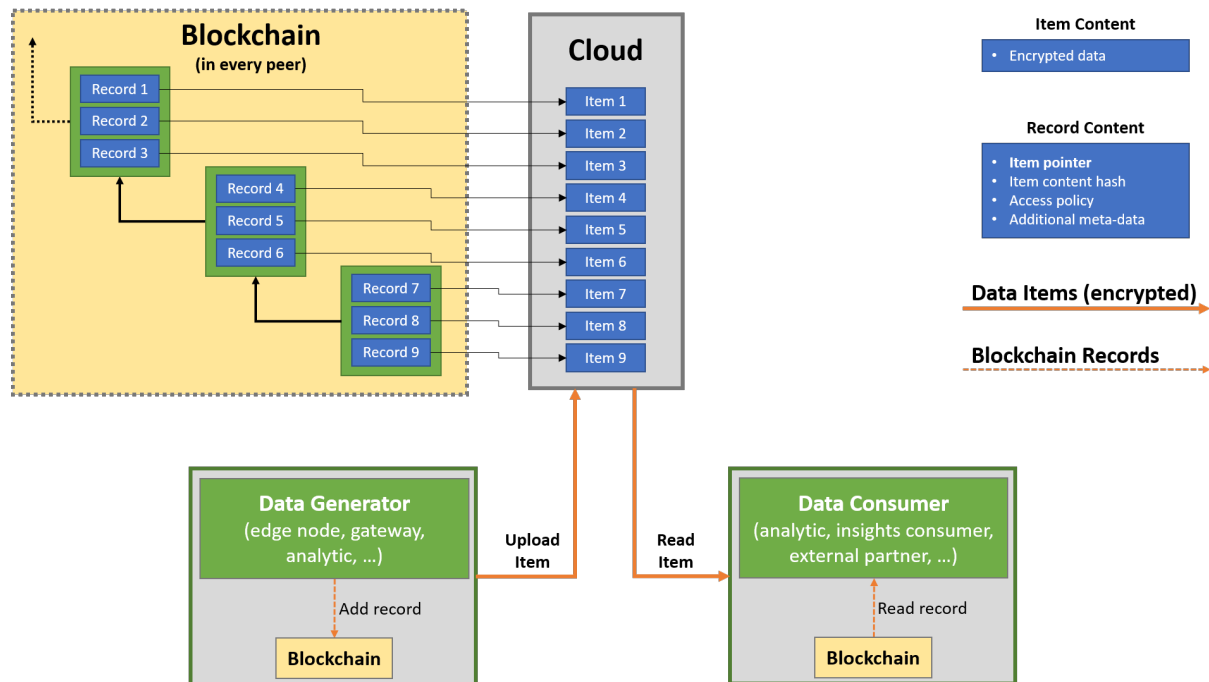 Blockchain
(in every peer)
Record 1
Record 2
Record 3
Record 4
Record 5
Record 6
Record 7
Record 8
Record 9
Cloud
Item 1
Item 2
Item 3
Item 4
Item 5
Item 6
Item 7
Item 8
Item 9
Item Content
• Encrypted data
Record Content
• Item pointer
• Item content hash
• Access policy
• Additional meta-data
Data Items (encrypted)
Blockchain Records
Data Generator
(edge node, gateway,
analytic, ...)
Add record
Blockchain
Upload
Item
Read
Item
Data Consumer
(analytic, insights consumer,
external partner, ...)
Read record
Blockchain